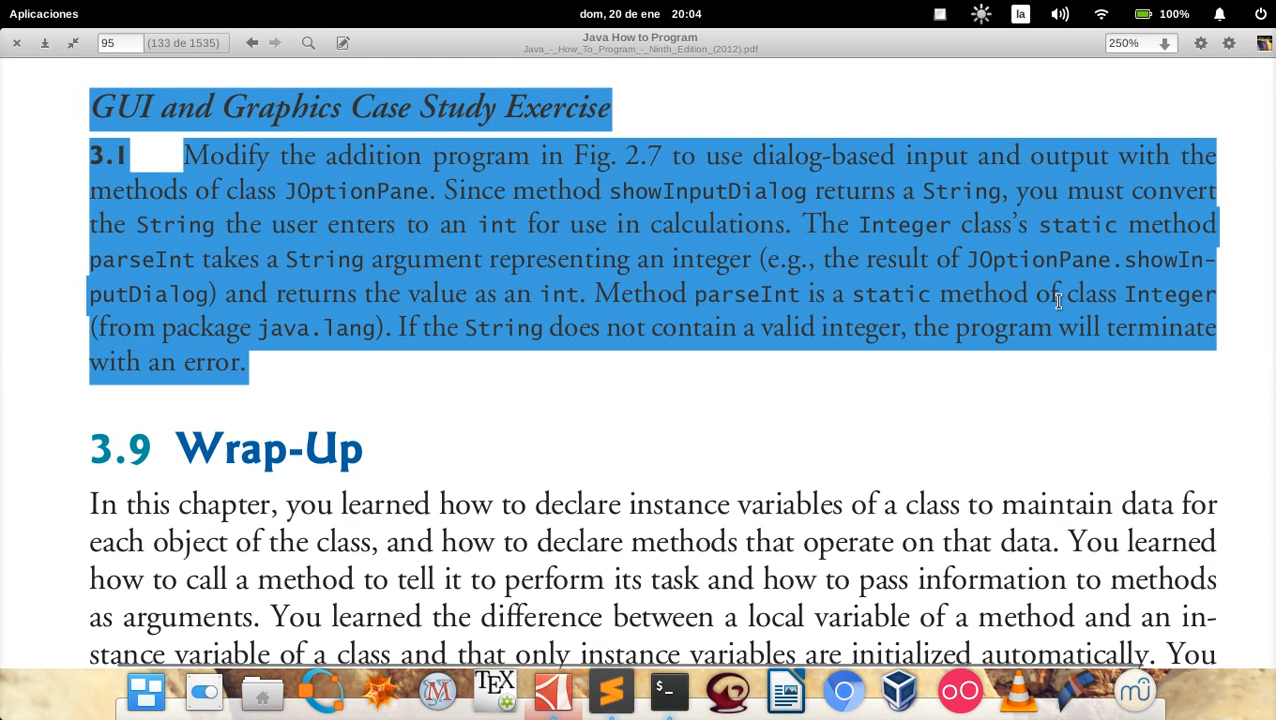 Aplicaciones
dom, 20 de ene 20:04
la
100%
95
(133 de 1535)
Java How to Program
Java_-_How_To_Program_-_Ninth_Edition_(2012).pdf
250%
GUI and Graphics Case Study Exercise
3.1 Modify the addition program in Fig. 2.7 to use dialog-based input and output with the
methods of class JOptionPane. Since method showInputDialog returns a String, you must convert
the String the user enters to an int for use in calculations. The Integer class's static method
parseInt takes a String argument representing an integer (e.g., the result of JOptionPane.showIn-
putDialog) and returns the value as an int. Method parseInt is a static method of class Integer
(from package java.lang). If the String does not contain a valid integer, the program will terminate
with an error.
3.9 Wrap-Up
In this chapter, you learned how to declare instance variables of a class to maintain data for
each object of the class, and how to declare methods that operate on that data. You learned
how to call a method to tell it to perform its task and how to pass information to methods
as arguments. You learned the difference between a local variable of a method and an in-
stance variable of a class and that only instance variables are initialized automatically. You
TEX